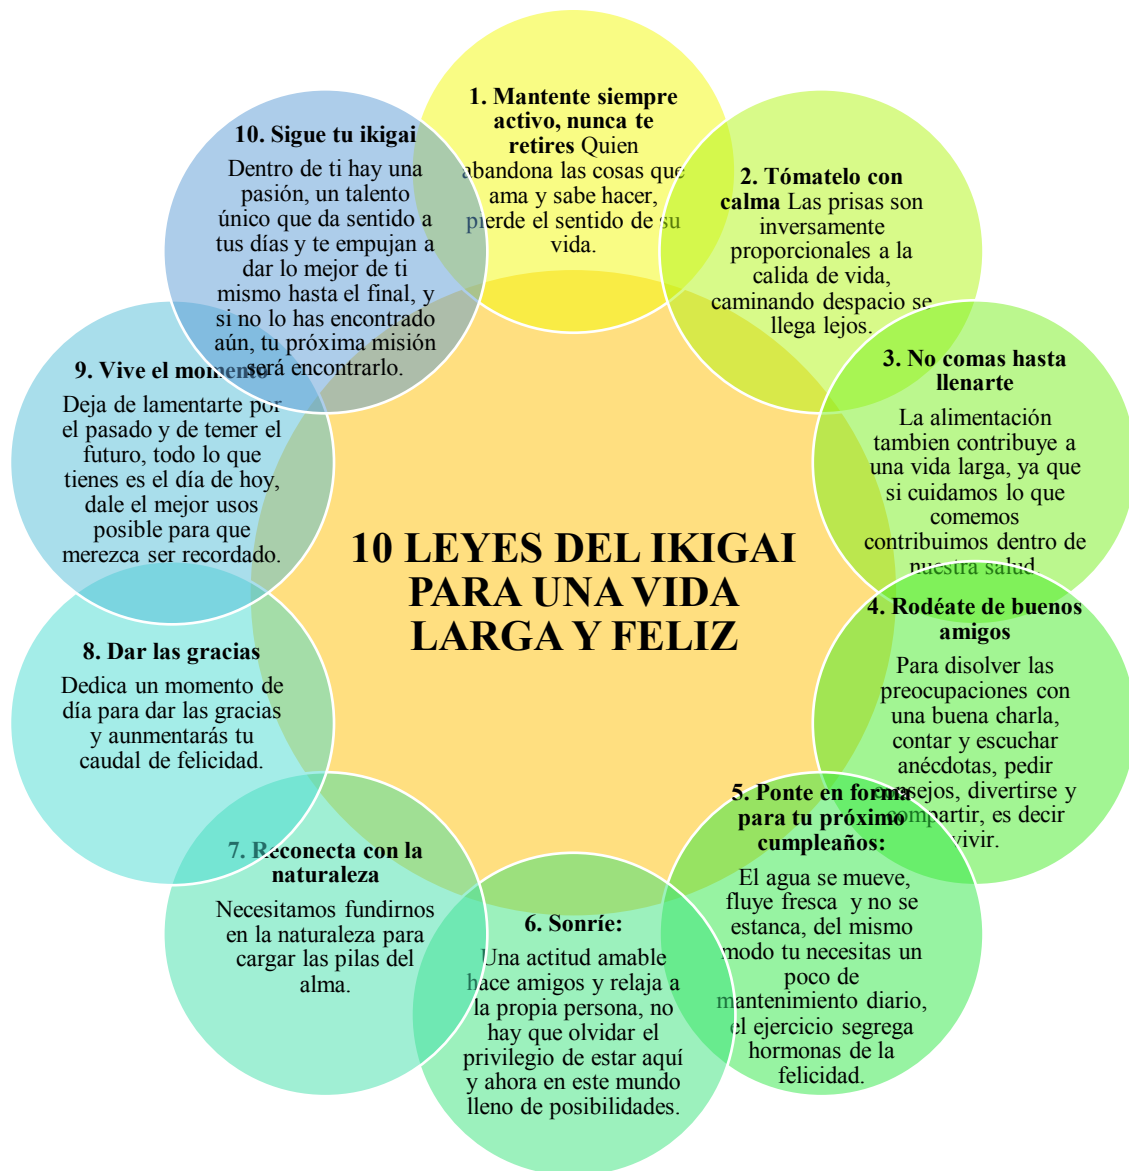 10 LEYES DEL IKIGAI
PARA UNA VIDA
LARGA Y FELIZ
1. Mantente siempre
activo, nunca te
retires Quien
abandona las cosas que
ama y sabe hacer,
pierde el sentido de su
vida.
2. Tómatelo con
calma Las prisas son
inversamente
proporcionales a la
calida de vida,
caminando despacio se
llega lejos.
3. No comas hasta
llenarte
La alimentación
tambien contribuye a
una vida larga, ya que
si cuidamos lo que
comemos
contribuimos dentro de
nuestra salud.
4. Rodéate de buenos
amigos
Para disolver las
preocupaciones con
una buena charla,
contar y escuchar
anécdotas, pedir
consejos, divertirse y
compartir, es decir
vivir.
5. Ponte en forma
para tu próximo
cumpleaños:
El agua se mueve,
fluye fresca y no se
estanca, del mismo
modo tu necesitas un
poco de
mantenimiento diario,
el ejercicio segrega
hormonas de la
felicidad.
6. Sonríe:
Una actitud amable
hace amigos y relaja a
la propia persona, no
hay que olvidar el
privilegio de estar aquí
y ahora en este mundo
lleno de posibilidades.
7. Reconecta con la
naturaleza
Necesitamos fundirnos
en la naturaleza para
cargar las pilas del
alma.
8. Dar las gracias
Dedica un momento de
día para dar las gracias
y aunmentarás tu
caudal de felicidad.
9. Vive el momento
Deja de lamentarte por
el pasado y de temer el
futuro, todo lo que
tienes es el día de hoy,
dale el mejor usos
posible para que
merezca ser recordado.
10. Sigue tu ikigai
Dentro de ti hay una
pasión, un talento
único que da sentido a
tus días y te empujan a
dar lo mejor de ti
mismo hasta el final, y
si no lo has encontrado
aún, tu próxima misión
será encontrarlo.